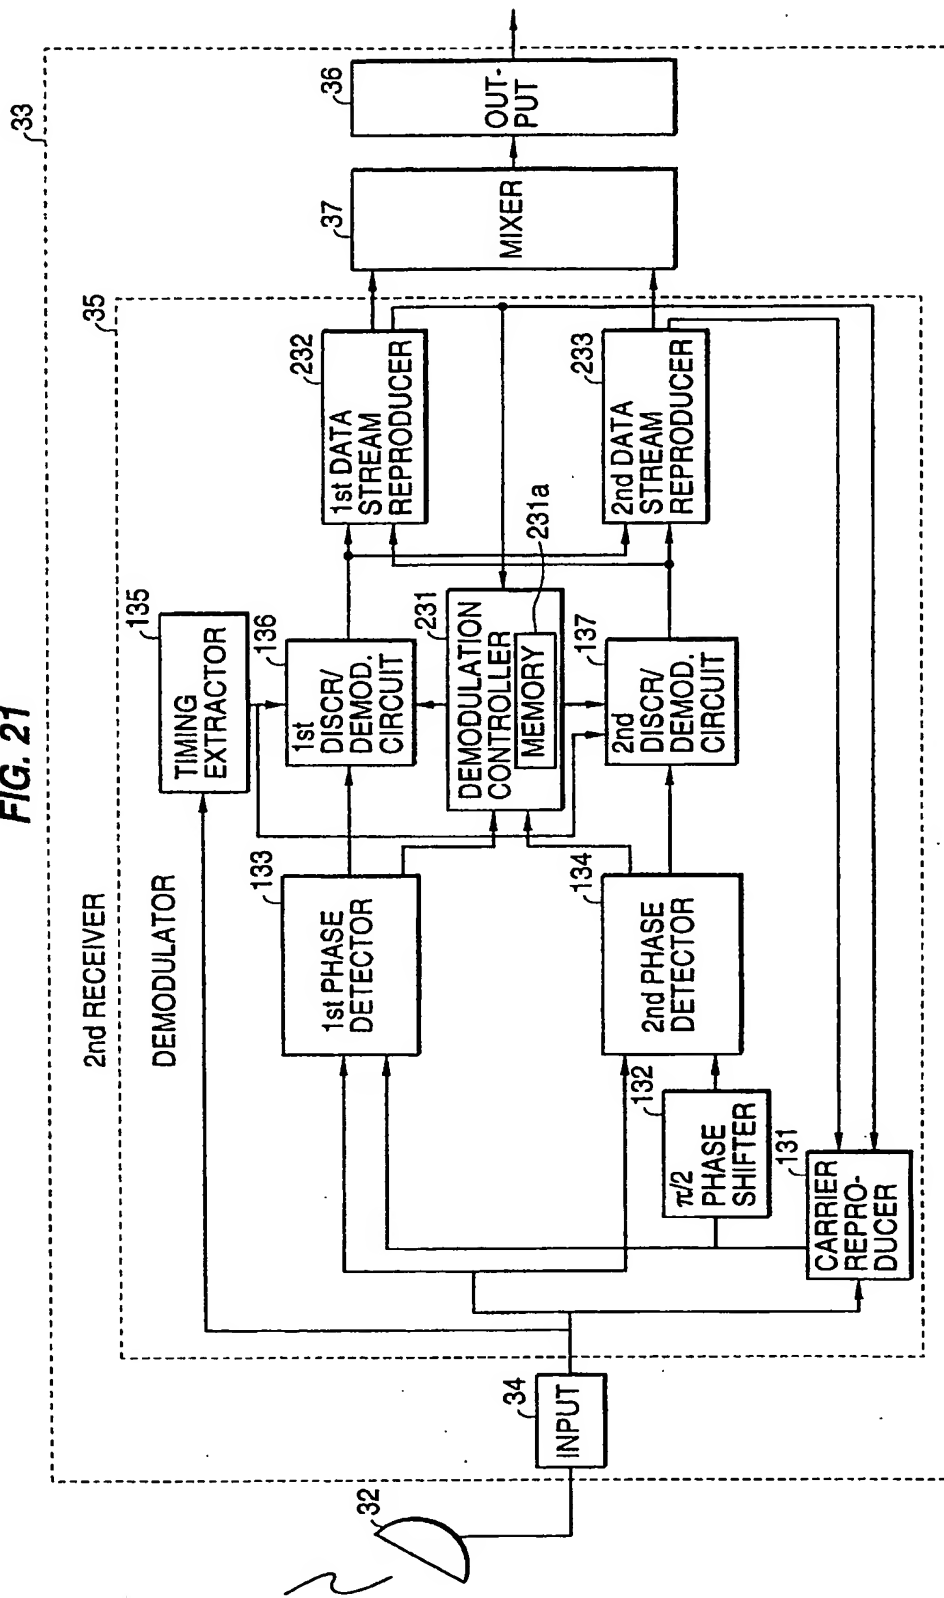 FIG. 21
33
2nd RECEIVER
35
DEMODULATOR
32
34
INPUT
135
TIMING
EXTRACTOR
133
1st PHASE
DETECTOR
136
1st
DISCR/
DEMOD.
CIRCUIT
232
1st DATA
STREAM
REPRODUCER
37
MIXER
36
OUT-
PUT
231
DEMODULATION
CONTROLLER
MEMORY
231a
134
2nd PHASE
DETECTOR
137
2nd
DISCR/
DEMOD.
CIRCUIT
233
2nd DATA
STREAM
REPRODUCER
132
π/2
PHASE
SHIFTER
131
CARRIER
REPRO-
DUCER